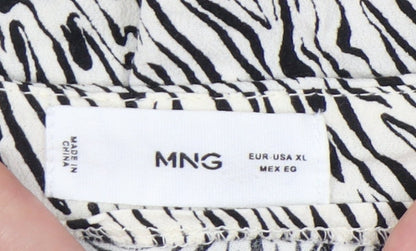 MADE IN
CHINA
MNG
EUR-USA XL
MEX EG